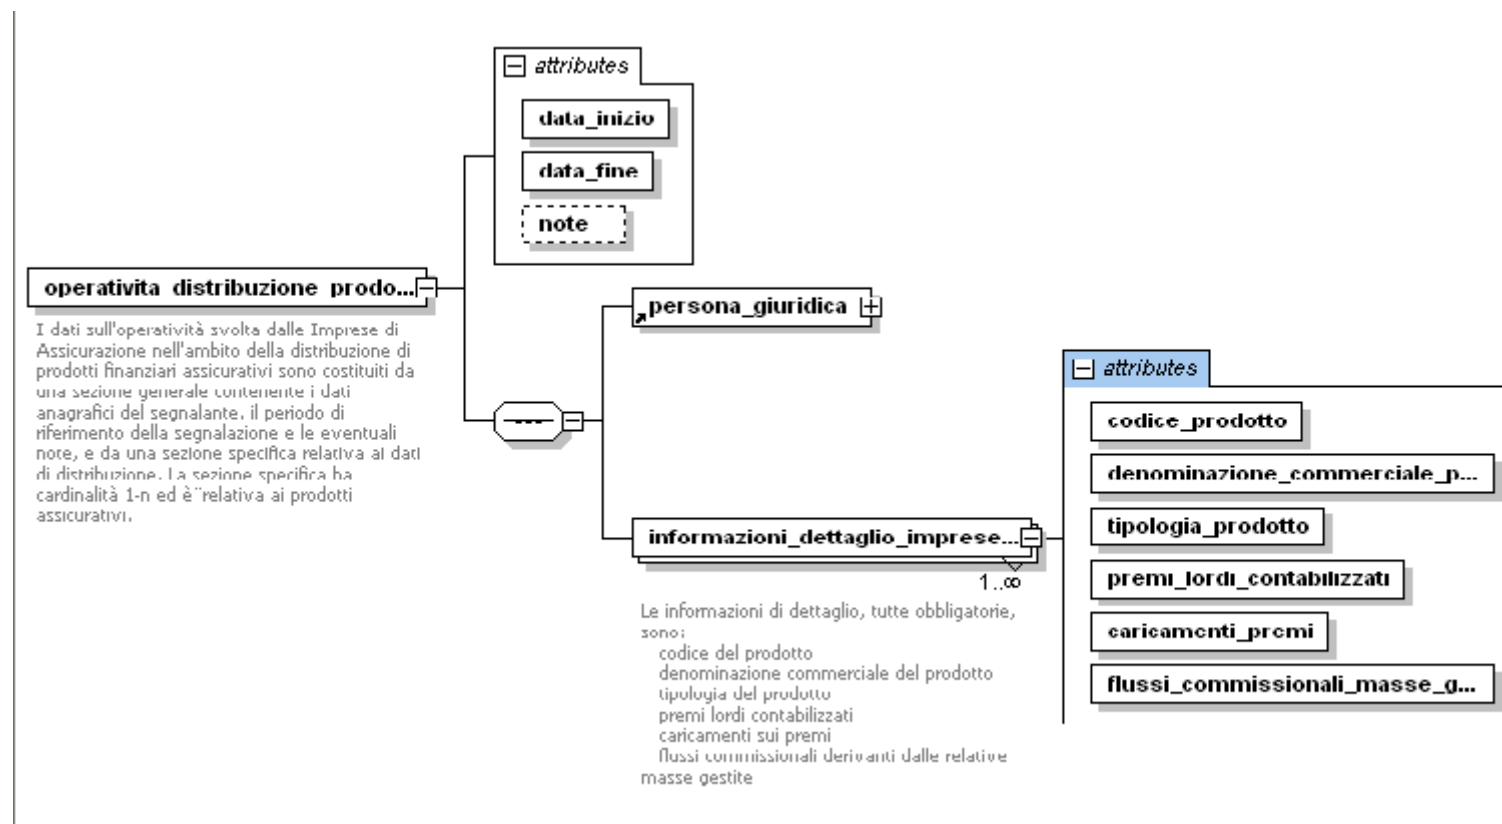 attributes
data_inizio
data_fine
note
operativita_distribuzione_prodo...
I dati sull'operatività svolta dalle Imprese di
Assicurazione nell'ambito della distribuzione di
prodotti finanziari assicurativi sono costituiti da
una sezione generale contenente i dati
anagrafici del segnalante, il periodo di
riferimento della segnalazione e le eventuali
note, e da una sezione specifica relativa ai dati
di distribuzione. La sezione specifica ha
cardinalità 1-n ed è¨relativa ai prodotti
assicurativi.
persona_giuridica
informazioni_dettaglio_imprese...
1..∞
Le informazioni di dettaglio, tutte obbligatorie,
sono:
codice del prodotto
denominazione commerciale del prodotto
tipologia del prodotto
premi lordi contabilizzati
caricamenti sui premi
flussi commissionali derivanti dalle relative
masse gestite
attributes
codice_prodotto
denominazione_commerciale_p...
tipologia_prodotto
premi_lordi_contabilizzati
caricamenti_premi
flussi_commissionali_masse_g...